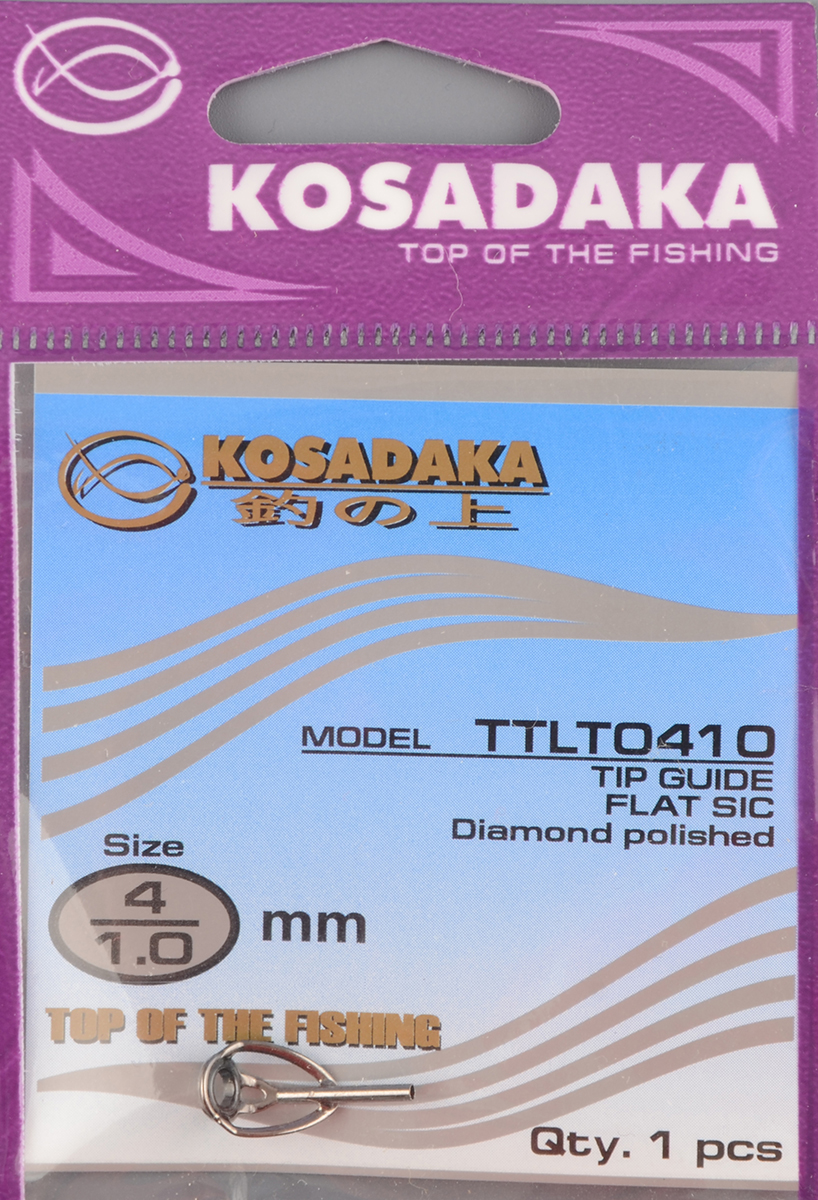 KOSADAKA
TOP OF THE FISHING
KOSADAKA
釣の上
MODEL TTLT0410
TIP GUIDE
FLAT SIC
Diamond polished
Size
4
1.0
mm
TOP OF THE FISHING
Qty. 1 pcs